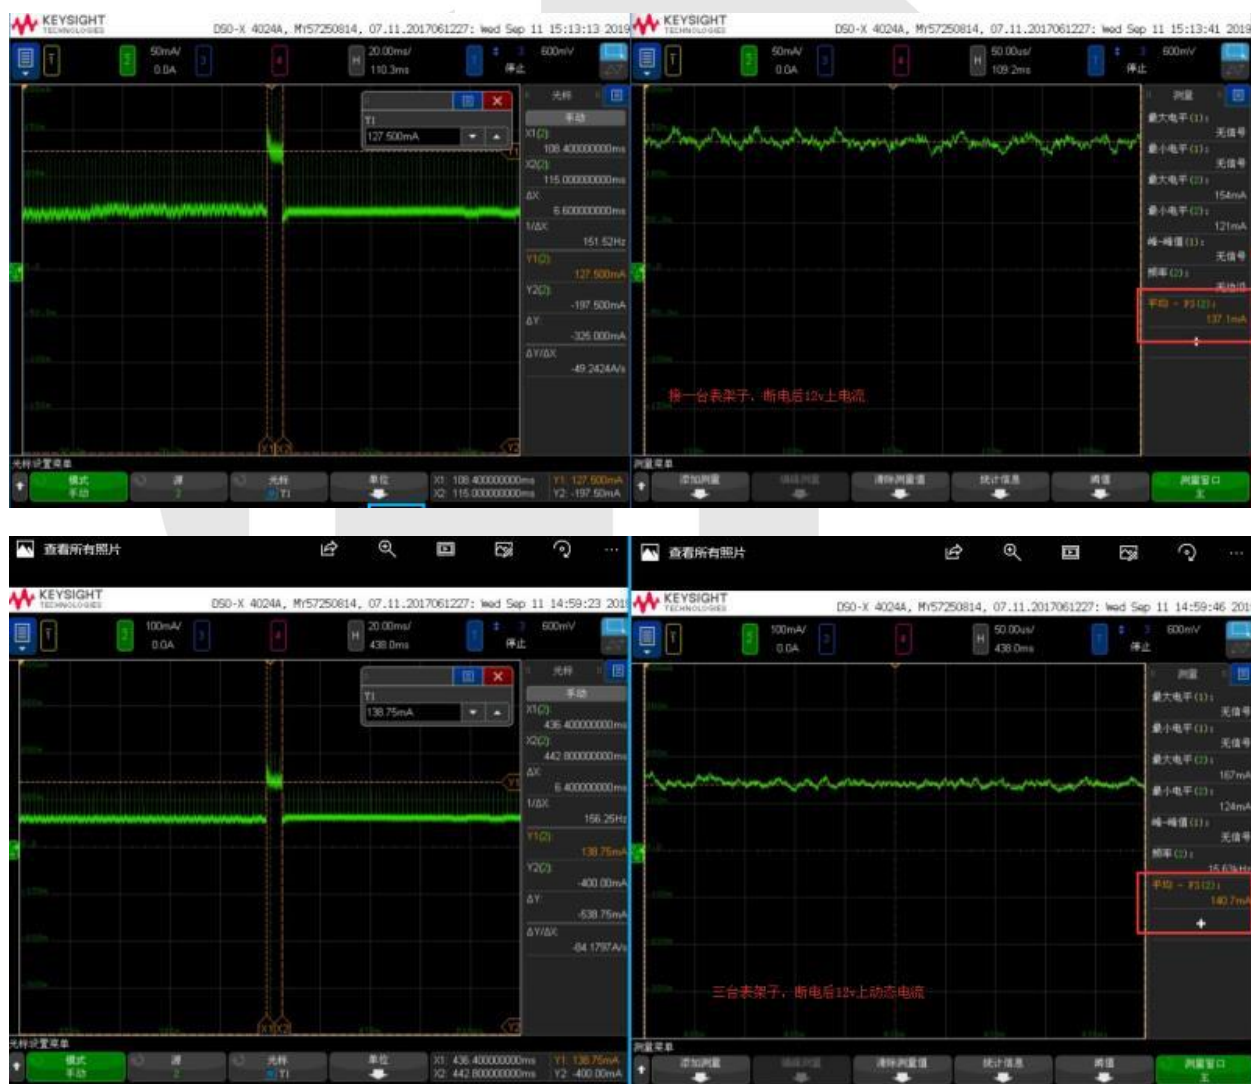 KEYSIGHT
TECHNOLOGIES
DSO-X 4024A, MY57250814, 07.11.2017061227: Wed Sep 11 15:13:13 2019
50mA/
0.0A
20.00ms/
110.3ms
停止
600mV
T1
127.500mA
光标
手动
X1(2):
108.400000000ms
X2(2):
115.000000000ms
ΔX:
6.600000000ms
1/ΔX:
151.52Hz
Y1(2):
127.500mA
Y2(2):
-197.500mA
ΔY:
-325.000mA
ΔY/ΔX:
-49.2424A/s
光标设置菜单
模式
手动
源
2
光标
T1
单位
X1: 108.400000000ms
X2: 115.000000000ms
Y1: 127.500mA
Y2: -197.50mA
KEYSIGHT
TECHNOLOGIES
DSO-X 4024A, MY57250814, 07.11.2017061227: Wed Sep 11 15:13:41 2019
50mA/
0.0A
50.00us/
109.2ms
停止
600mV
测量
最大电平(1):
无信号
最小电平(1):
无信号
最大电平(2):
154mA
最小电平(2):
121mA
峰-峰值(1):
无信号
频率(2):
平均 - FS(2):
137.1mA
接一台表架子，断电后12v上电流
测量菜单
添加测量
编辑测量
清除测量值
统计信息
阈值
测量窗口
主
查看所有照片
KEYSIGHT
TECHNOLOGIES
DSO-X 4024A, MY57250814, 07.11.2017061227: Wed Sep 11 14:59:23 201
100mA/
0.0A
20.00ms/
438.0ms
停止
600mV
T1
138.75mA
光标
手动
X1(2):
436.400000000ms
X2(2):
442.800000000ms
ΔX:
6.400000000ms
1/ΔX:
156.25Hz
Y1(2):
138.75mA
Y2(2):
-400.00mA
ΔY:
-538.75mA
ΔY/ΔX:
-84.1797A/s
光标设置菜单
模式
手动
源
2
光标
T1
单位
X1: 436.400000000ms
X2: 442.800000000ms
Y1: 138.75mA
Y2: -400.00mA
查看所有照片
KEYSIGHT
TECHNOLOGIES
DSO-X 4024A, MY57250814, 07.11.2017061227: Wed Sep 11 14:59:46 201
100mA/
0.0A
50.00us/
438.0ms
停止
600mV
测量
最大电平(1):
无信号
最小电平(1):
无信号
最大电平(2):
167mA
最小电平(2):
124mA
峰-峰值(1):
无信号
频率(2):
15.63kHz
平均 - FS(2):
140.7mA
三台表架子，断电后12v上动态电流
测量菜单
添加测量
编辑测量
清除测量值
统计信息
阈值
测量窗口
主